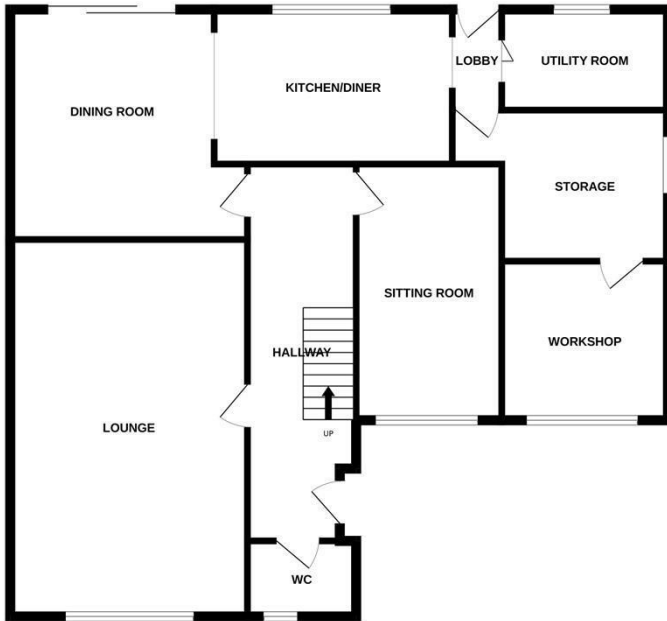 LOBBY
UTILITY ROOM
KITCHEN/DINER
DINING ROOM
STORAGE
SITTING ROOM
WORKSHOP
HALLWAY
LOUNGE
UP
WC